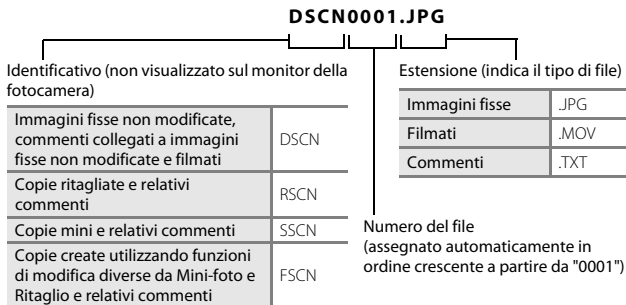 DSCN0001.JPG
Identificativo (non visualizzato sul monitor della
fotocamera)
Immagini fisse non modificate,
commenti collegati a immagini
fisse non modificate e filmati
DSCN
Copie ritagliate e relativi
commenti
RSCN
Copie mini e relativi commenti
SSCN
Copie create utilizzando funzioni
di modifica diverse da Mini-foto e
Ritaglio e relativi commenti
FSCN
Estensione (indica il tipo di file)
Immagini fisse
.JPG
Filmati
.MOV
Commenti
.TXT
Numero del file
(assegnato automaticamente in
ordine crescente a partire da "0001")